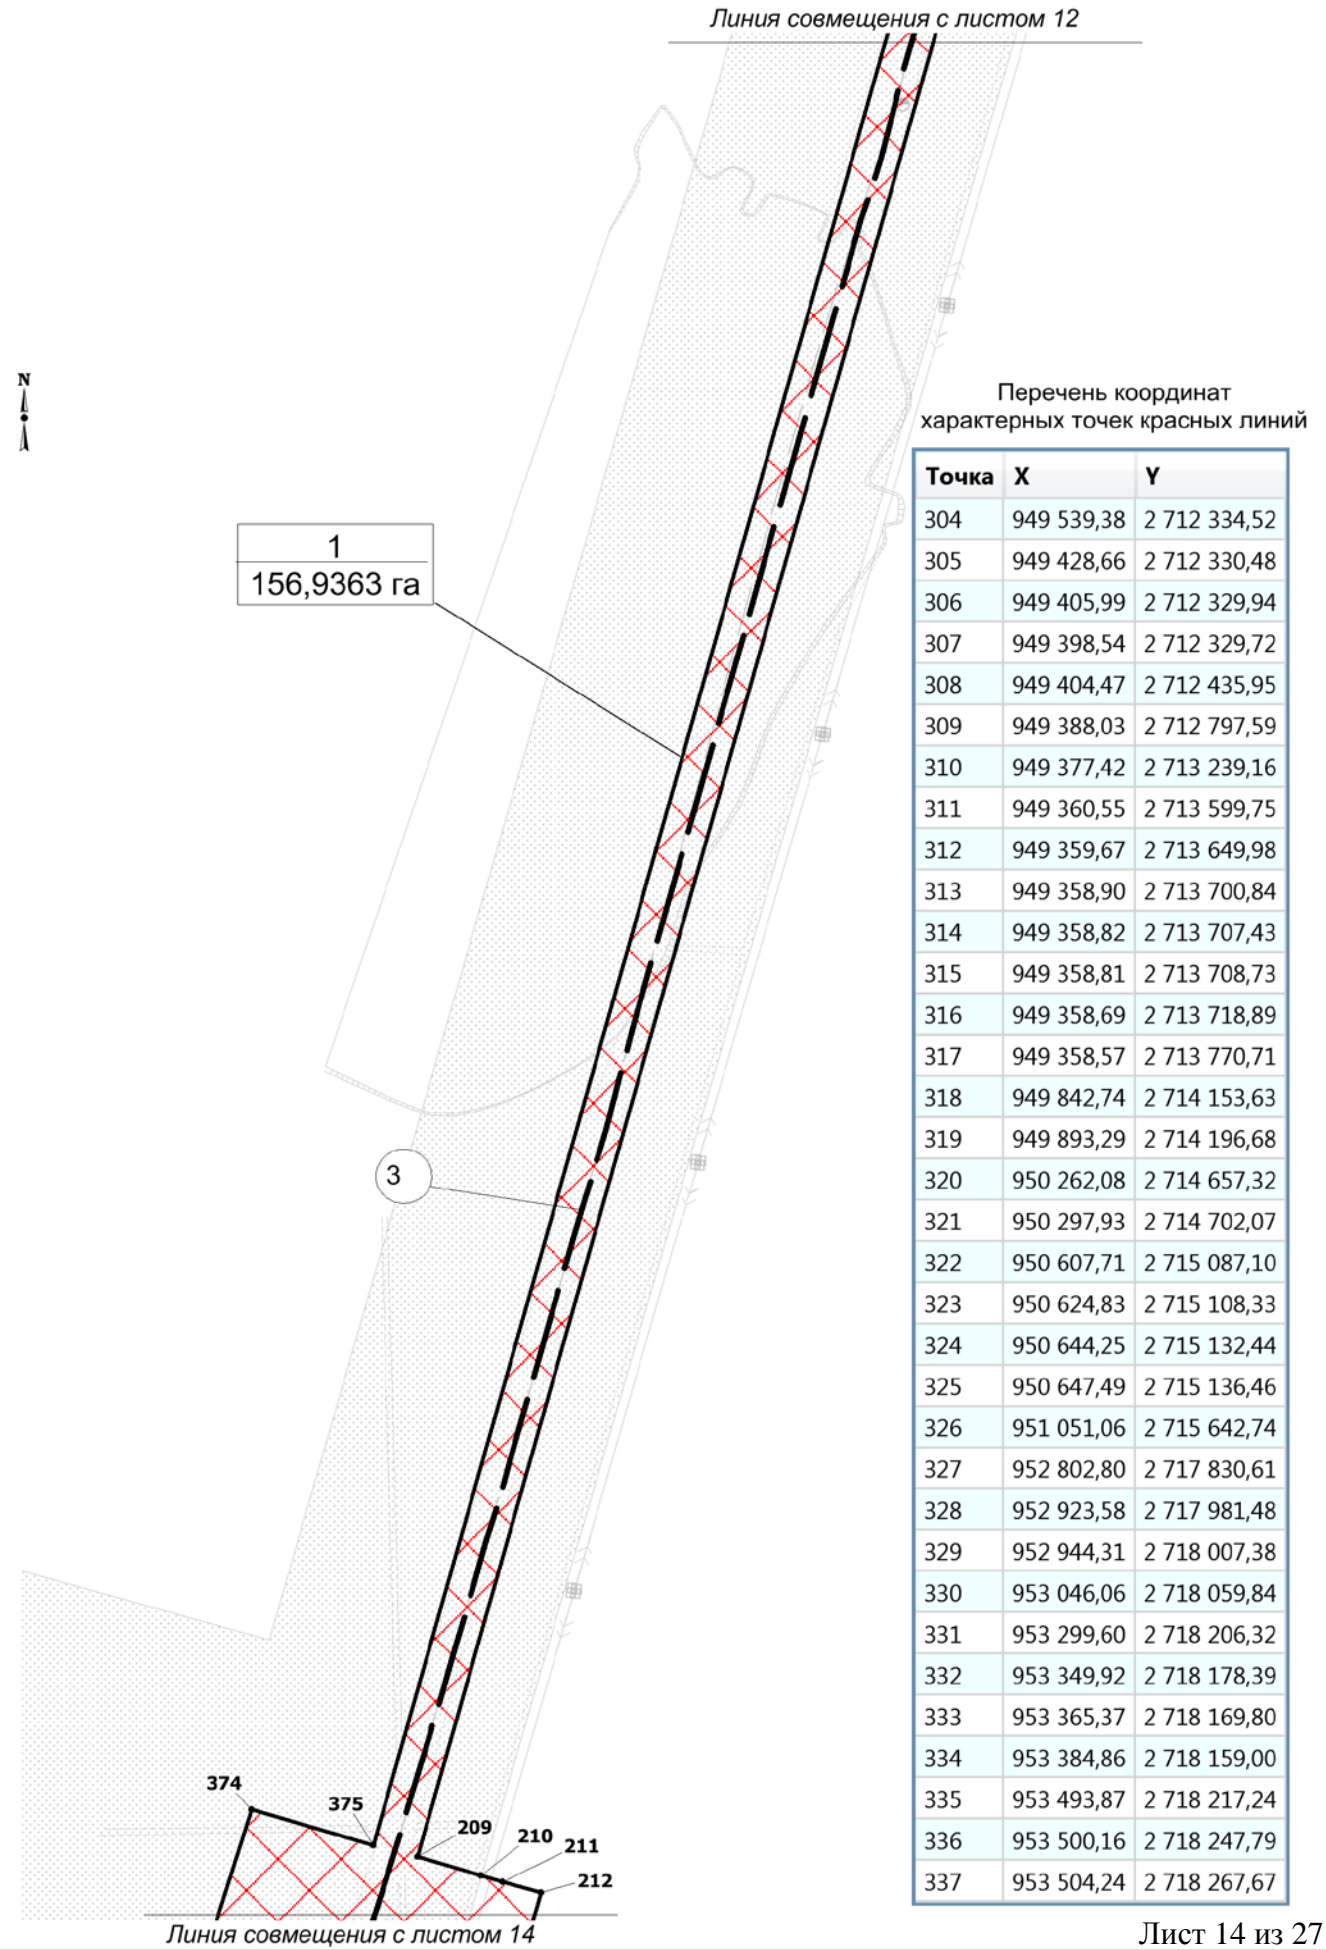 Линия совмещения с листом 12
N
Перечень координат
характерных точек красных линий
Точка X Y
304 949 539,38 2 712 334,52
305 949 428,66 2 712 330,48
306 949 405,99 2 712 329,94
307 949 398,54 2 712 329,72
308 949 404,47 2 712 435,95
309 949 388,03 2 712 797,59
310 949 377,42 2 713 239,16
311 949 360,55 2 713 599,75
312 949 359,67 2 713 649,98
313 949 358,90 2 713 700,84
314 949 358,82 2 713 707,43
315 949 358,81 2 713 708,73
316 949 358,69 2 713 718,89
317 949 358,57 2 713 770,71
318 949 842,74 2 714 153,63
319 949 893,29 2 714 196,68
320 950 262,08 2 714 657,32
321 950 297,93 2 714 702,07
322 950 607,71 2 715 087,10
323 950 624,83 2 715 108,33
324 950 644,25 2 715 132,44
325 950 647,49 2 715 136,46
326 951 051,06 2 715 642,74
327 952 802,80 2 717 830,61
328 952 923,58 2 717 981,48
329 952 944,31 2 718 007,38
330 953 046,06 2 718 059,84
331 953 299,60 2 718 206,32
332 953 349,92 2 718 178,39
333 953 365,37 2 718 169,80
334 953 384,86 2 718 159,00
335 953 493,87 2 718 217,24
336 953 500,16 2 718 247,79
337 953 504,24 2 718 267,67
1
156,9363 га
3
374
375
209
210
211
212
Линия совмещения с листом 14
Лист 14 из 27